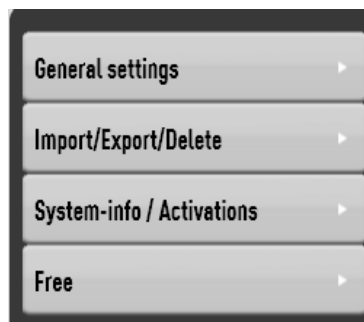 General settings
Import/Export/Delete
System-info / Activations
Free